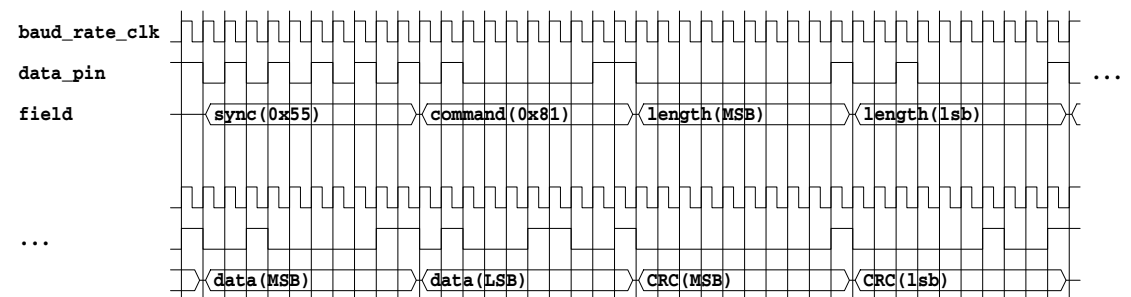 baud_rate_clk
data_pin ...
field sync(0x55) command(0x81) length(MSB) length(lsb)
...
data(MSB) data(LSB) CRC(MSB) CRC(lsb)